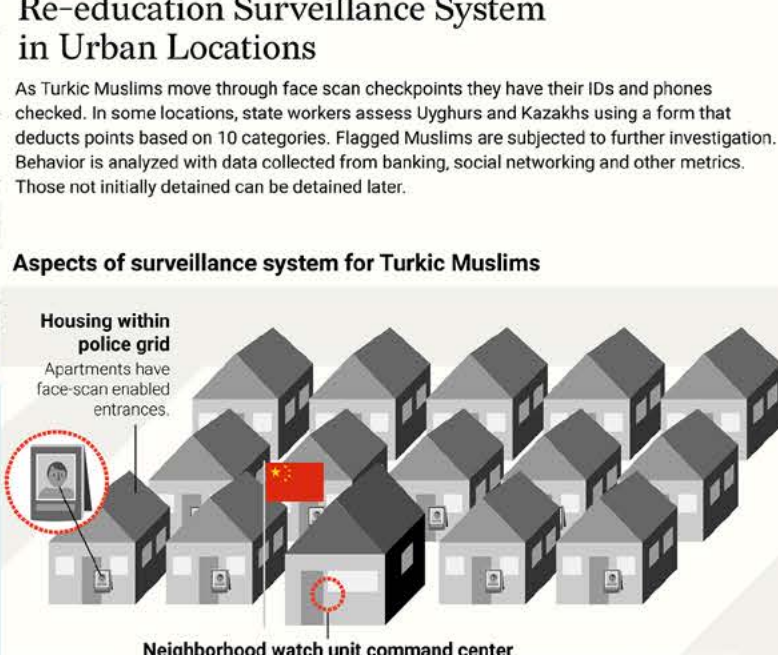 Re-education Surveillance System
in Urban Locations
As Turkic Muslims move through face scan checkpoints they have their IDs and phones
checked. In some locations, state workers assess Uyghurs and Kazakhs using a form that
deducts points based on 10 categories. Flagged Muslims are subjected to further investigation.
Behavior is analyzed with data collected from banking, social networking and other metrics.
Those not initially detained can be detained later.
Aspects of surveillance system for Turkic Muslims
Housing within
police grid
Apartments have
face-scan enabled
entrances.
Neighborhood watch unit command center